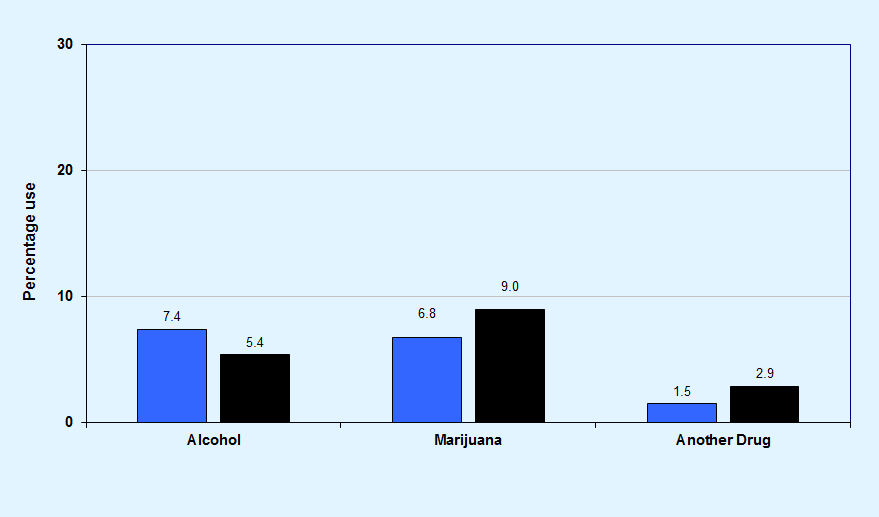 30
20
10
0
Percentage use
7.4
5.4
6.8
9.0
1.5
2.9
Alcohol
Marijuana
Another Drug